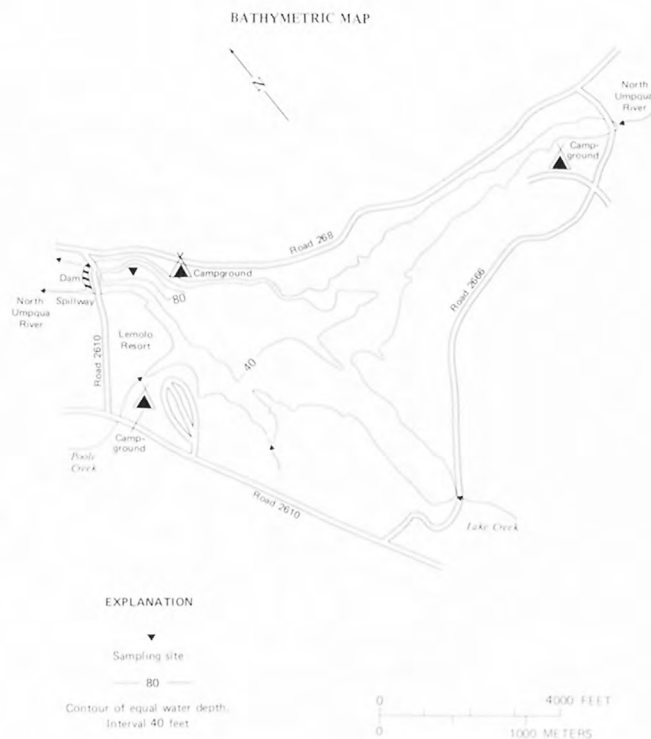 BATHYMETRIC MAP
N
North
Umpqua
River
Camp-
ground
Road 268
Campground
Dam
80
Road 2666
North
Umpqua
River
Spillway
Lemolo
Resort
40
Road 2610
Camp-
ground
Poole
Creek
Road 2610
Lake Creek
EXPLANATION
Sampling site
80
Contour of equal water depth.
Interval 40 feet
0 4000 FEET
0 1000 METERS